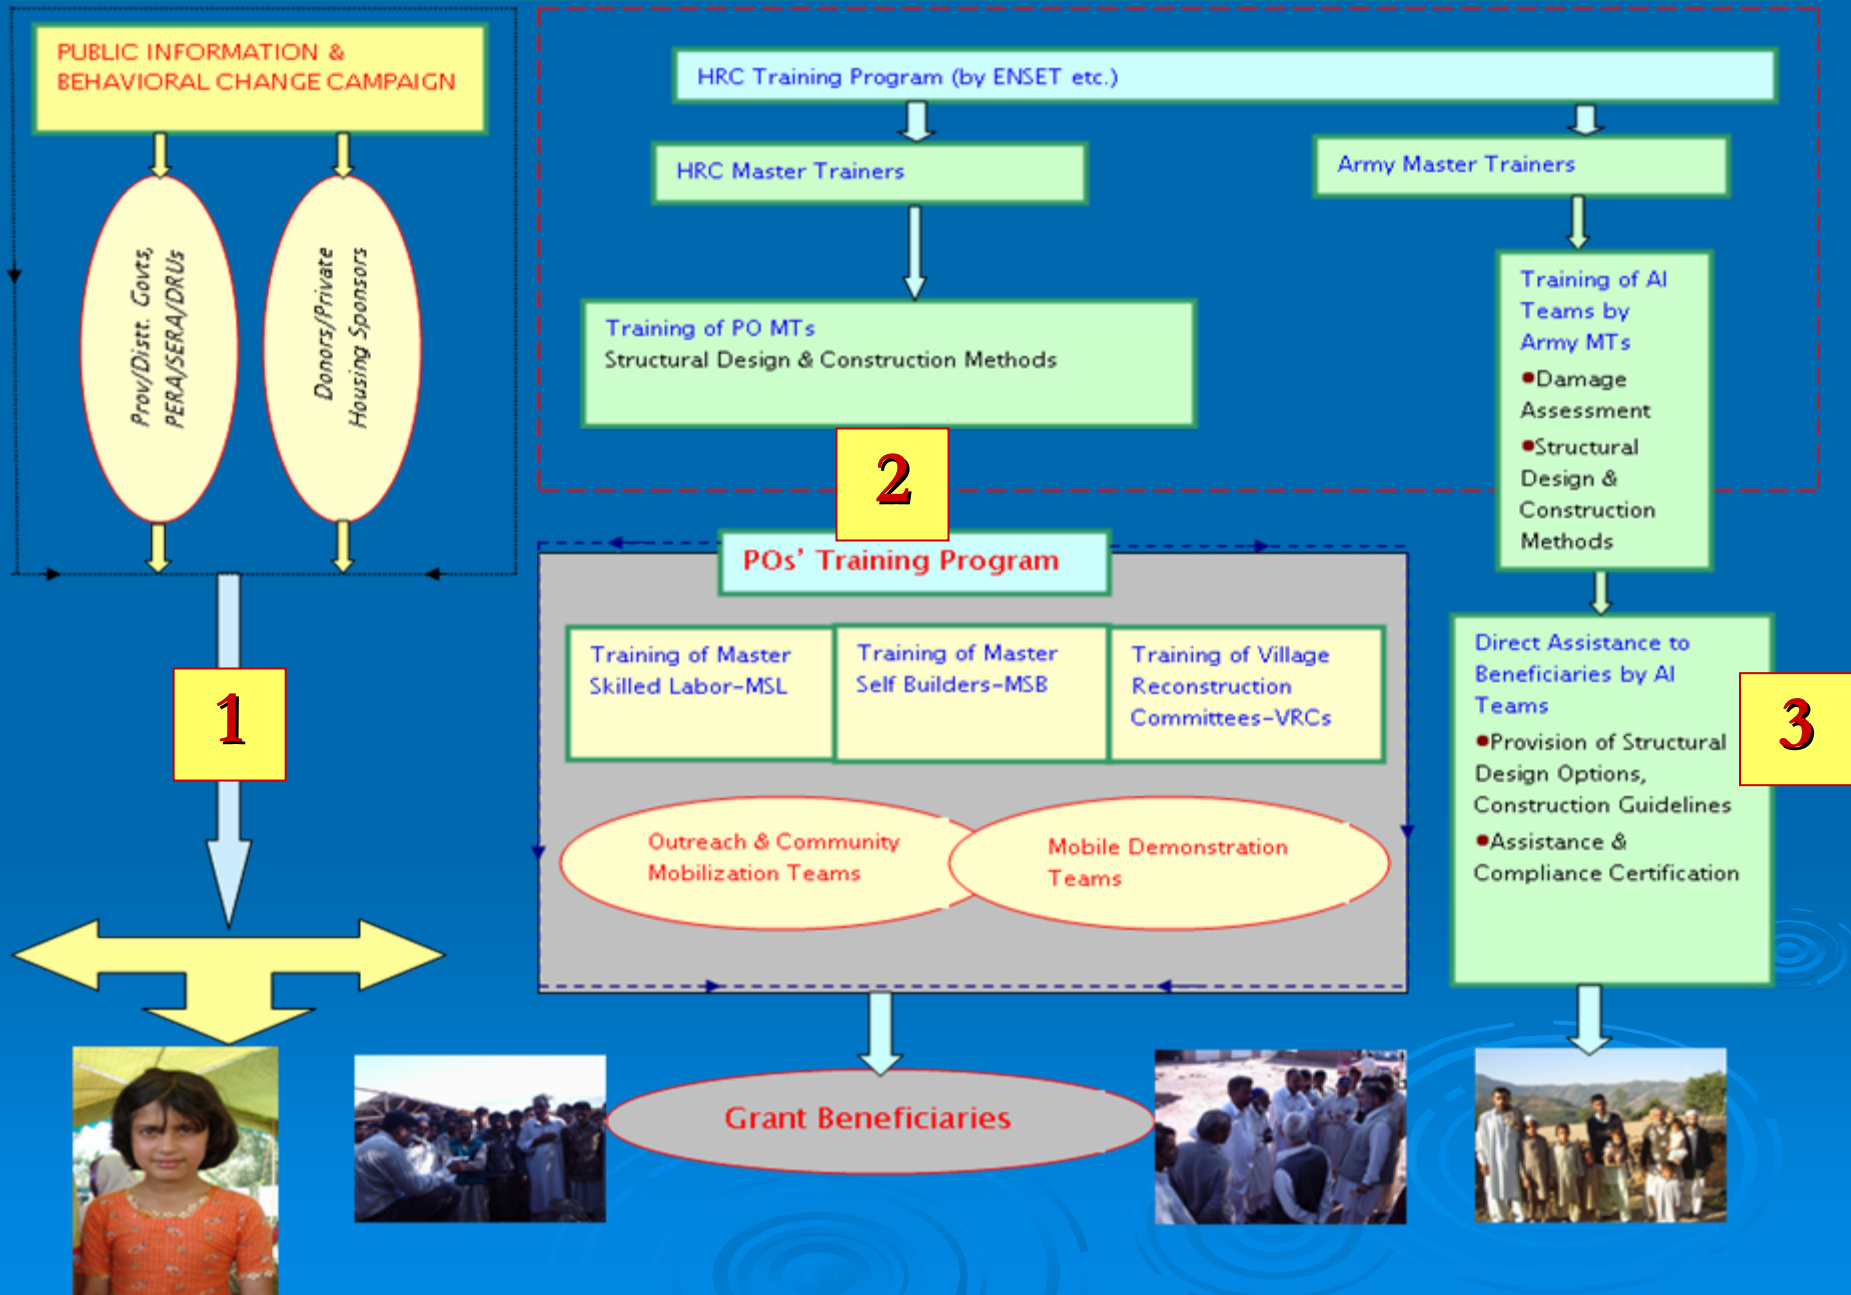 PUBLIC INFORMATION &
BEHAVIORAL CHANGE CAMPAIGN
Prov/Distt. Govts,
PERA/SERA/DRUs
Donors/Private
Housing Sponsors
1
HRC Training Program (by ENSET etc.)
HRC Master Trainers
Army Master Trainers
Training of PO MTs
Structural Design & Construction Methods
2
Training of AI
Teams by
Army MTs
•Damage
Assessment
•Structural
Design &
Construction
Methods
POs’ Training Program
Training of Master
Skilled Labor-MSL
Training of Master
Self Builders-MSB
Training of Village
Reconstruction
Committees-VRCs
Outreach & Community
Mobilization Teams
Mobile Demonstration
Teams
Direct Assistance to
Beneficiaries by AI
Teams
•Provision of Structural
Design Options,
Construction Guidelines
•Assistance &
Compliance Certification
3
Grant Beneficiaries